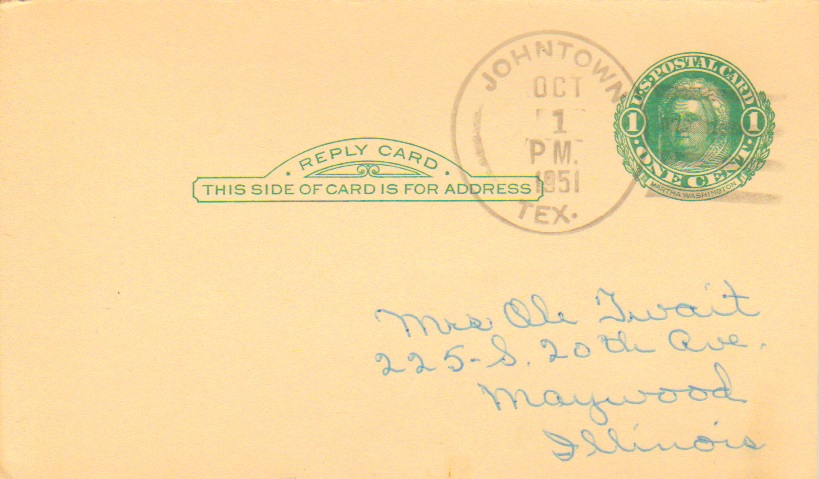 JOHNTOWN
OCT
1
PM.
1951
TEX.
U.S. POSTAL CARD
1 1
· ONE CENT ·
MARTHA WASHINGTON
· REPLY CARD ·
THIS SIDE OF CARD IS FOR ADDRESS
Mrs Ole Twait
225-S. 20th Ave.
Maywood
Illinois